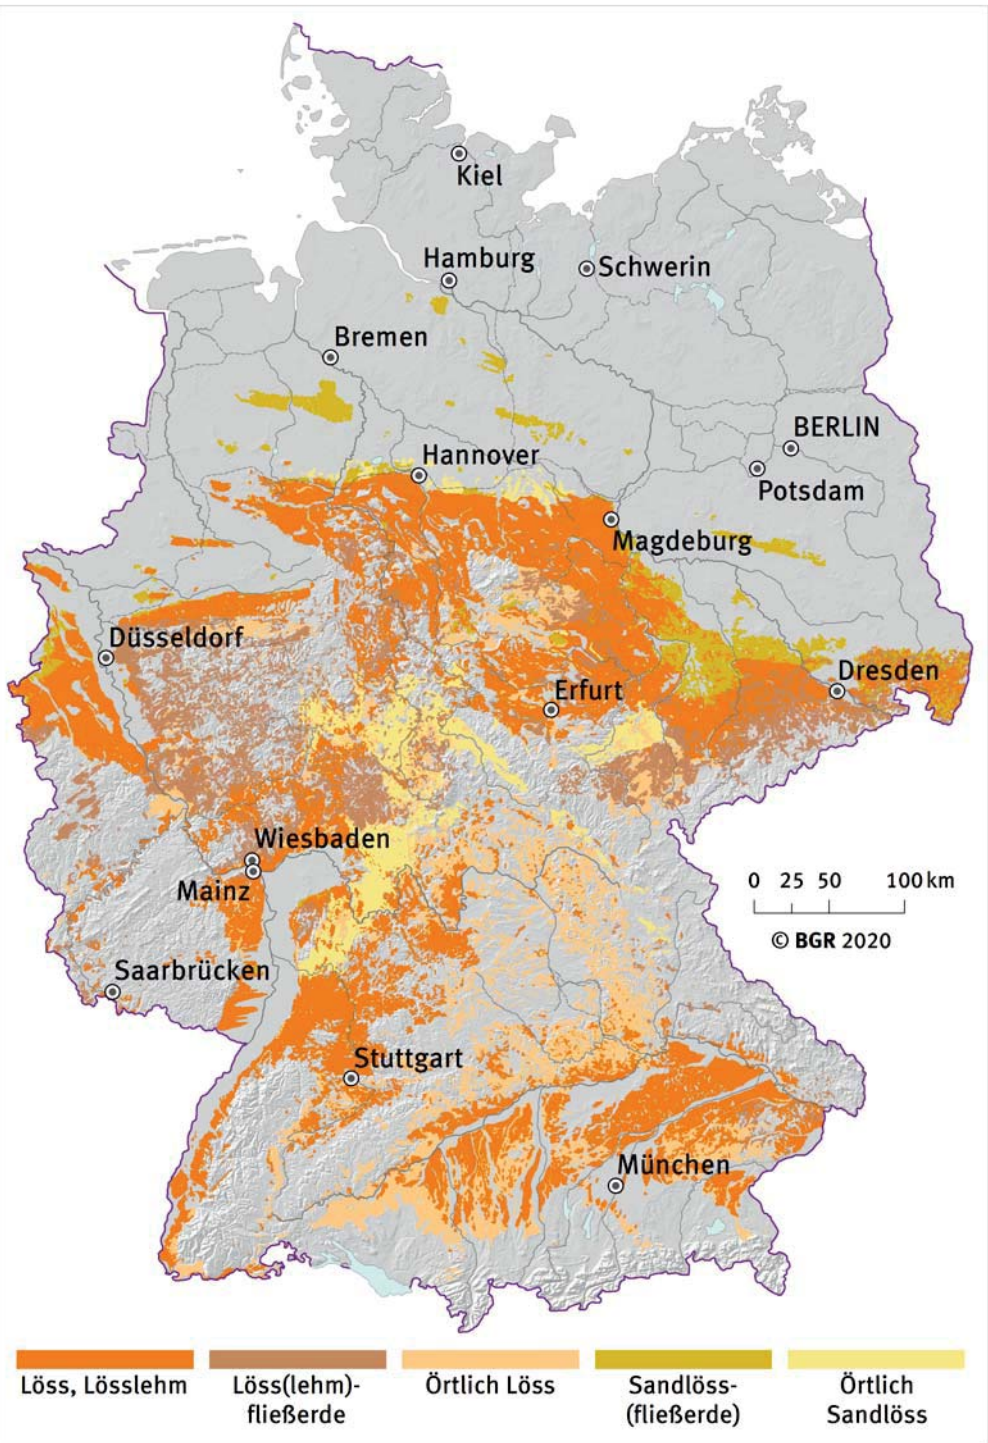 Kiel
Hamburg
Schwerin
Bremen
BERLIN
Hannover
Potsdam
Magdeburg
Düsseldorf
Dresden
Erfurt
Wiesbaden
Mainz
0 25 50 100 km
© BGR 2020
Saarbrücken
Stuttgart
München
Löss, Lösslehm
Löss(lehm)-
fließerde
Örtlich Löss
Sandlöss-
(fließerde)
Örtlich
Sandlöss